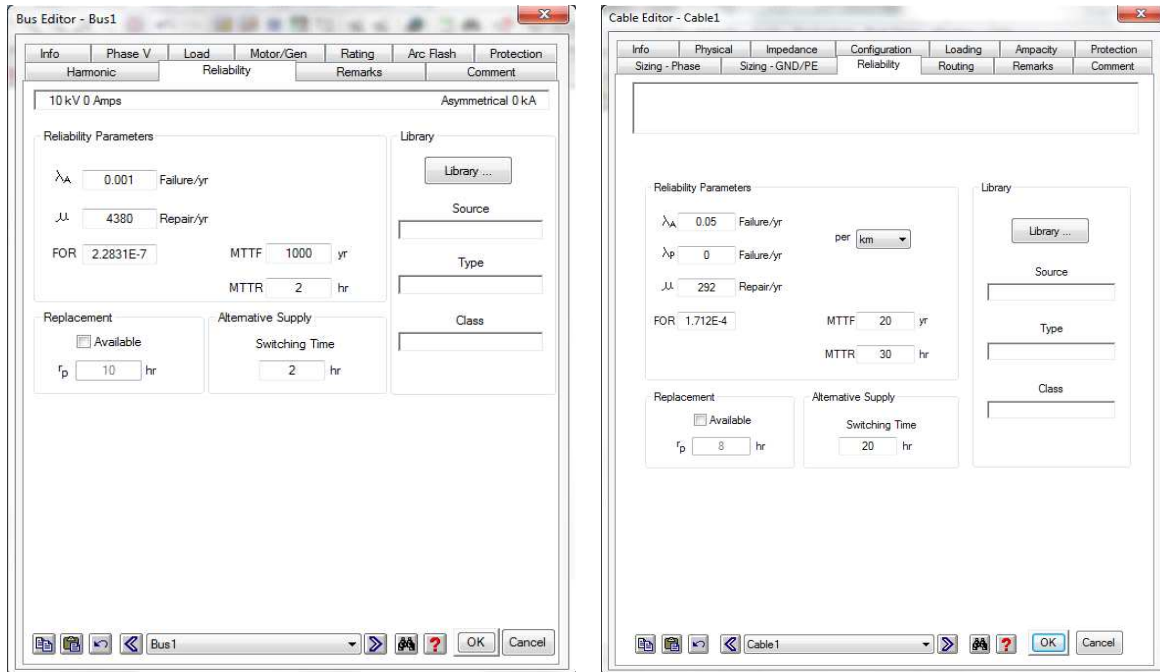 Bus Editor - Bus1
Info Phase V Load Motor/Gen Rating Arc Flash Protection
Harmonic Reliability Remarks Comment
10 kV 0 Amps Asymmetrical 0 kA
Reliability Parameters
λA 0.001 Failure/yr
μ 4380 Repair/yr
FOR 2.2831E-7 MTTF 1000 yr
MTTR 2 hr
Library
Library ...
Source
Type
Class
Replacement
Available
rp 10 hr
Alternative Supply
Switching Time
2 hr
Bus1
OK Cancel
Cable Editor - Cable1
Info Physical Impedance Configuration Loading Ampacity Protection
Sizing - Phase Sizing - GND/PE Reliability Routing Remarks Comment
Reliability Parameters
λA 0.05 Failure/yr
per km
λP 0 Failure/yr
μ 292 Repair/yr
FOR 1.712E-4 MTTF 20 yr
MTTR 30 hr
Library
Library ...
Source
Type
Class
Replacement
Available
rp 8 hr
Alternative Supply
Switching Time
20 hr
Cable1
OK Cancel